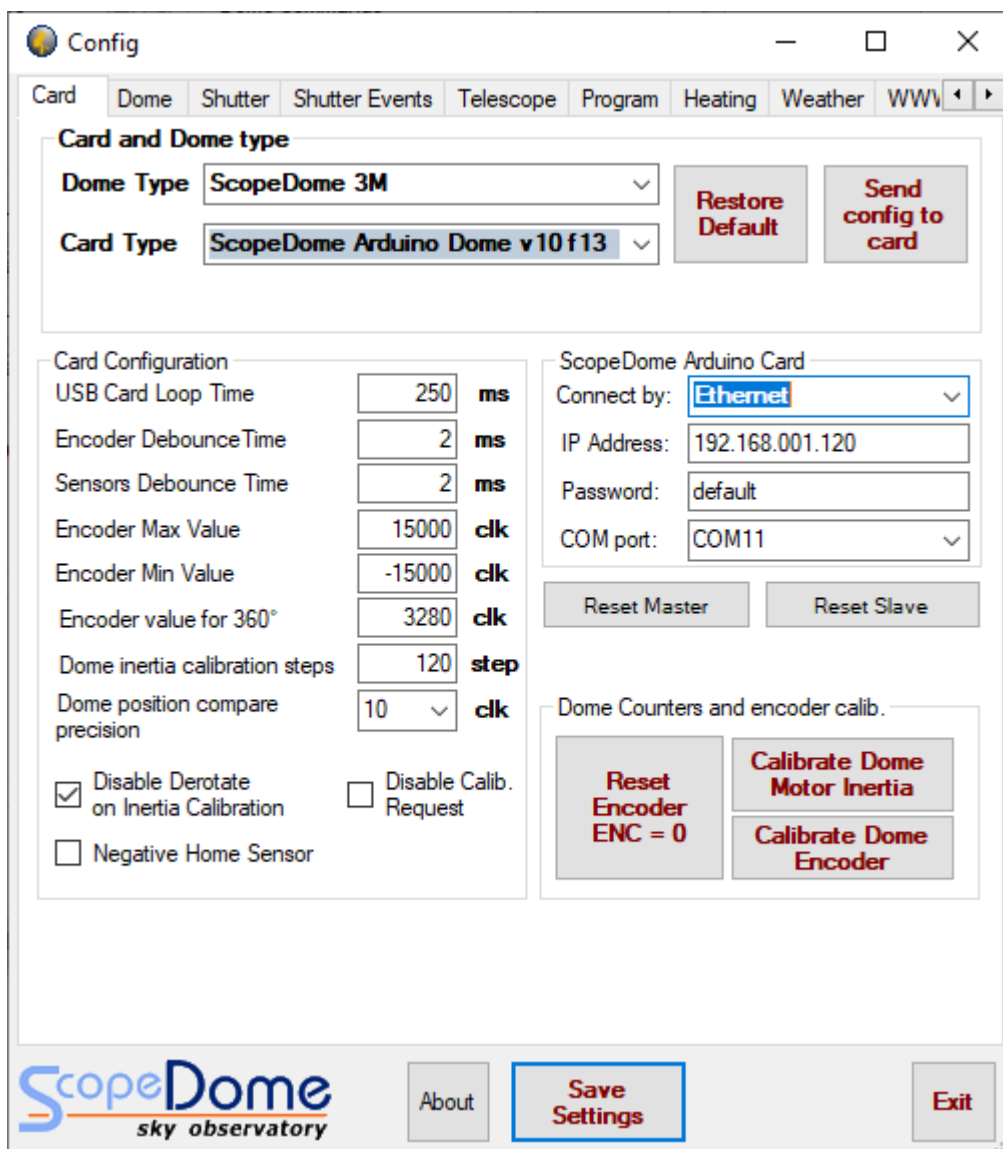 Config
Card
Dome
Shutter
Shutter Events
Telescope
Program
Heating
Weather
Card and Dome type
Dome Type
ScopeDome 3M
Card Type
ScopeDome Arduino Dome v10 f13
Restore
Default
Send
config to
card
Card Configuration
USB Card Loop Time
250
ms
Encoder Debounce Time
2
ms
Sensors Debounce Time
2
ms
Encoder Max Value
15000
clk
Encoder Min Value
-15000
clk
Encoder value for 360°
3280
clk
Dome inertia calibration steps
120
step
Dome position compare
precision
10
clk
Disable Derotate
on Inertia Calibration
Disable Calib.
Request
Negative Home Sensor
ScopeDome Arduino Card
Connect by:
Ethernet
IP Address:
192.168.001.120
Password:
default
COM port:
COM11
Reset Master
Reset Slave
Dome Counters and encoder calib.
Reset
Encoder
ENC = 0
Calibrate Dome
Motor Inertia
Calibrate Dome
Encoder
ScopeDome
sky observatory
About
Save
Settings
Exit